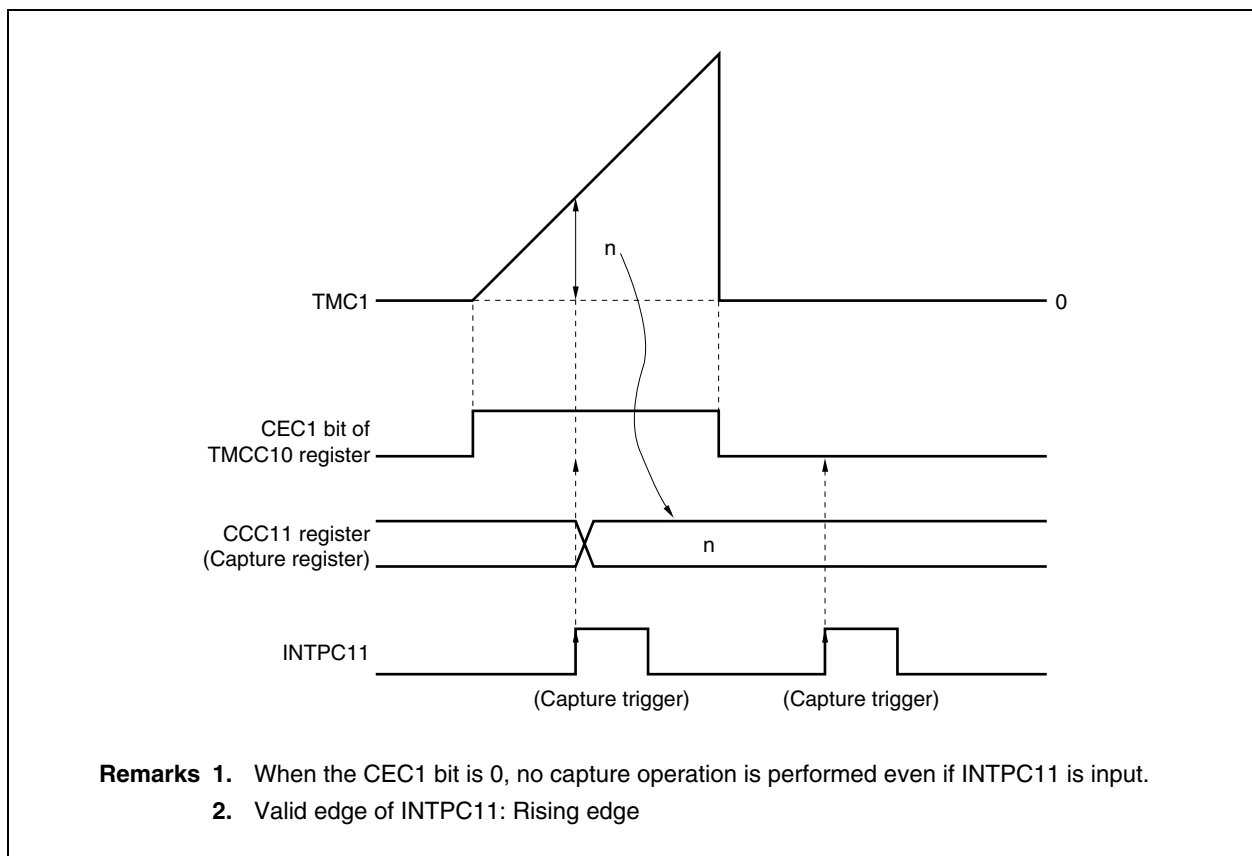 n
TMC1
0
CEC1 bit of
TMCC10 register
CCC11 register
(Capture register)
n
INTPC11
(Capture trigger)
(Capture trigger)
Remarks 1. When the CEC1 bit is 0, no capture operation is performed even if INTPC11 is input.
2. Valid edge of INTPC11: Rising edge